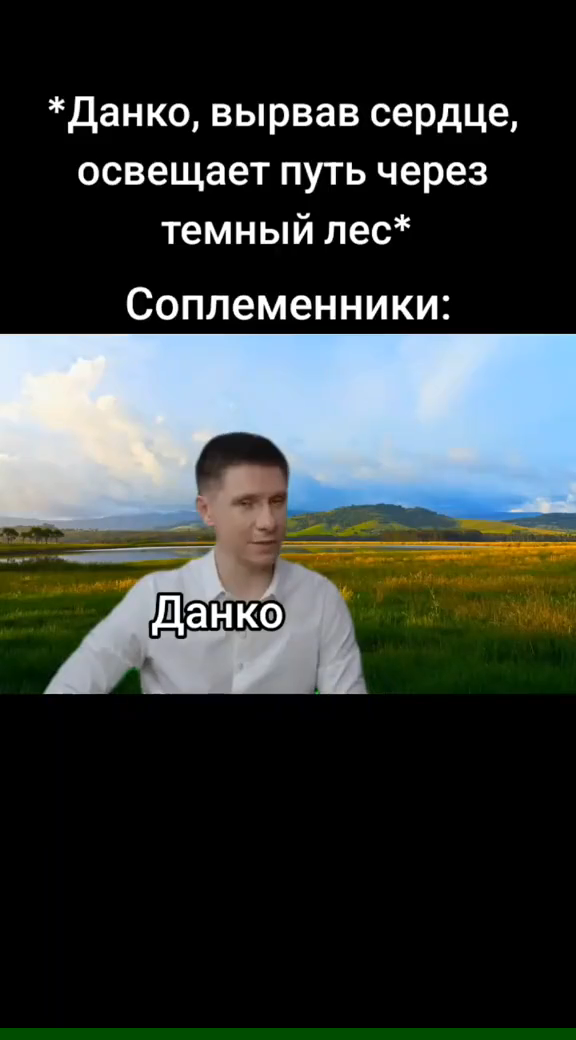 *Данко, вырвав сердце,
освещает путь через
темный лес*
Соплеменники:
Данко